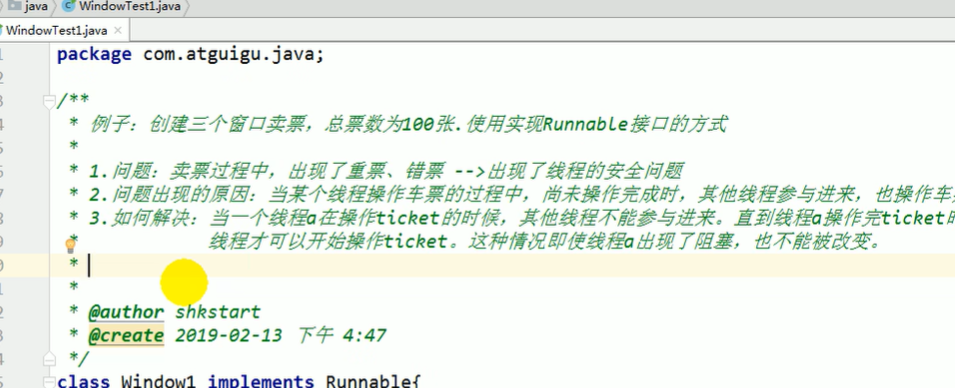 java WindowTest1.java
WindowTest1.java
package com.atguigu.java;
/**
* 例子：创建三个窗口卖票，总票数为100张.使用实现Runnable接口的方式
*
* 1.问题：卖票过程中，出现了重票、错票 -->出现了线程的安全问题
* 2.问题出现的原因：当某个线程操作车票的过程中，尚未操作完成时，其他线程参与进来，也操作车
* 3.如何解决：当一个线程a在操作ticket的时候，其他线程不能参与进来。直到线程a操作完ticket
* 线程才可以开始操作ticket。这种情况即使线程a出现了阻塞，也不能被改变。
*
*
* @author shkstart
* @create 2019-02-13 下午 4:47
*/
class Window1 implements Runnable{